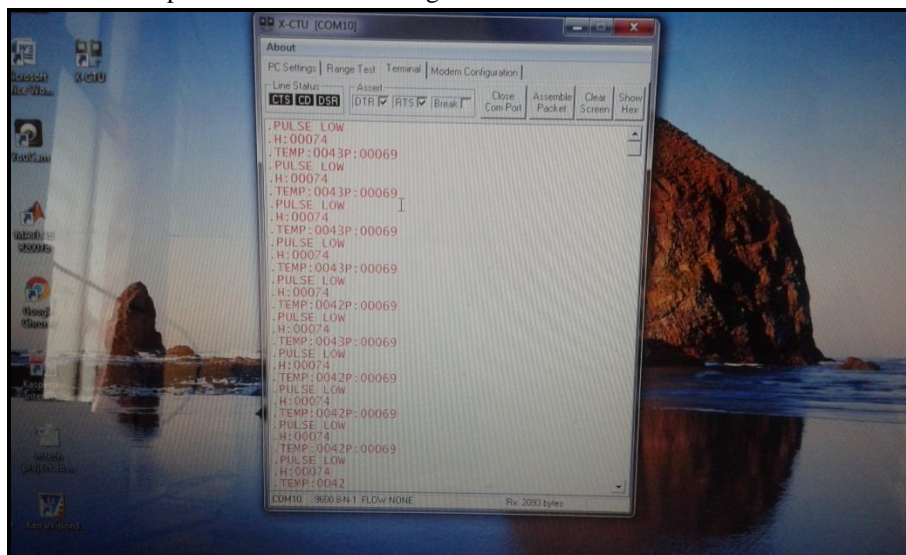 X-CTU [COM10]
About
PC Settings Range Test Terminal Modem Configuration
Line Status
Assert
CTS CD DSR
DTR RTS Break
Close Com Port
Assemble Packet
Clear Screen
Show Hex
.PULSE LOW
.H:00074
.TEMP:0043P:00069
.PULSE LOW
.H:00074
.TEMP:0043P:00069
.PULSE LOW
.H:00074
.TEMP:0043P:00069
.PULSE LOW
.H:00074
.TEMP:0043P:00069
.PULSE LOW
.H:00074
.TEMP:0042P:00069
.PULSE LOW
.H:00074
.TEMP:0043P:00069
.PULSE LOW
.H:00074
.TEMP:0042P:00069
.PULSE LOW
.H:00074
.TEMP:0042P:00069
.PULSE LOW
.H:00074
.TEMP:0042P:00069
.PULSE LOW
.H:00074
.TEMP:0042
COM10 9600 8-N-1 FLOW:NONE
Rx: 2093 bytes
X-CTU
YouCam
Google Chrome